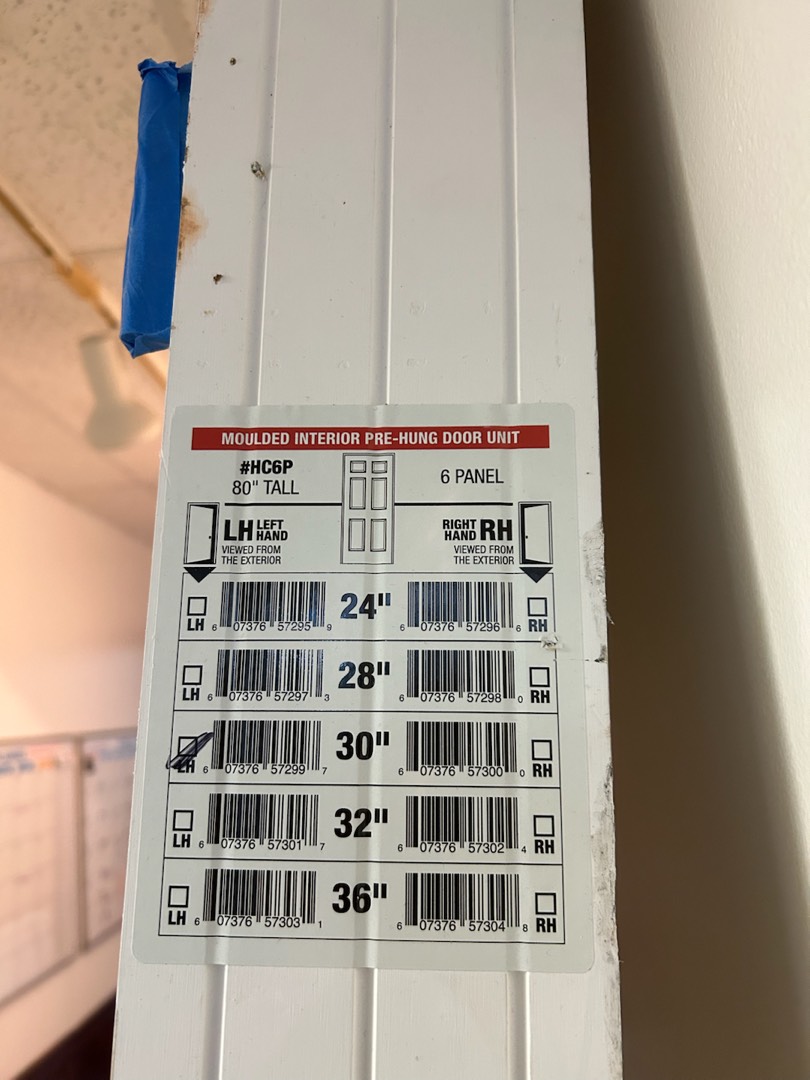 MOULDED INTERIOR PRE-HUNG DOOR UNIT
#HC6P
80" TALL
6 PANEL
LH LEFT HAND
VIEWED FROM
THE EXTERIOR
RIGHT HAND RH
VIEWED FROM
THE EXTERIOR
LH 6 07376 57295 9 24" 6 07376 57296 6 RH
LH 6 07376 57297 3 28" 6 07376 57298 0 RH
LH 6 07376 57299 7 30" 6 07376 57300 0 RH
LH 6 07376 57301 7 32" 6 07376 57302 4 RH
LH 6 07376 57303 1 36" 6 07376 57304 8 RH